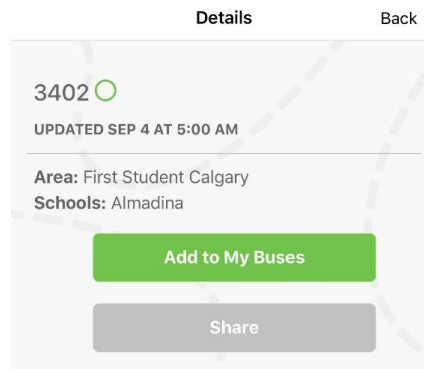 Details Back
3402
UPDATED SEP 4 AT 5:00 AM
Area: First Student Calgary
Schools: Almadina
Add to My Buses
Share